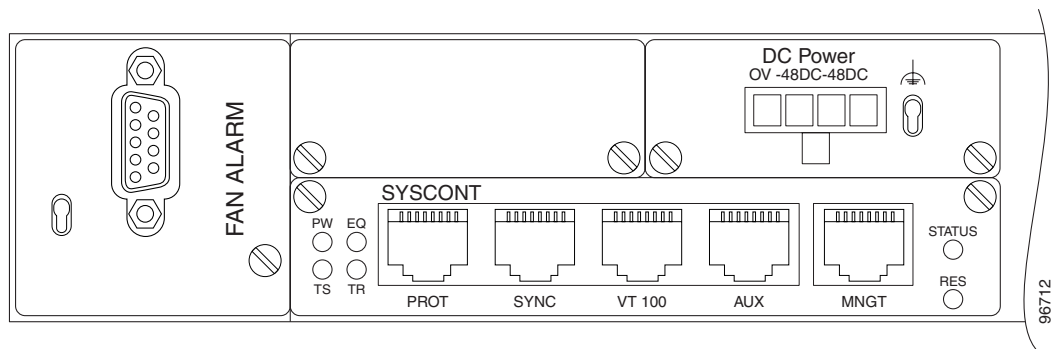 FAN ALARM
DC Power
OV -48DC-48DC
SYSCONT
PW EQ
TS TR
PROT SYNC VT 100 AUX MNGT
STATUS
RES
96712